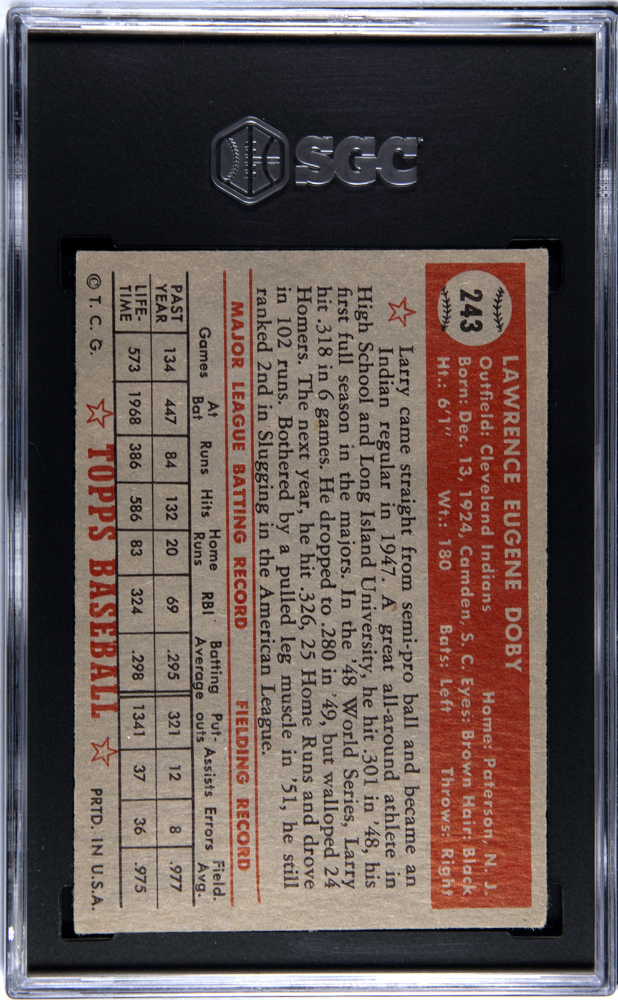 SGC
243
LAWRENCE EUGENE DOBY
Outfield: Cleveland Indians Home: Paterson, N. J.
Born: Dec. 13, 1924, Camden, S. C. Eyes: Brown Hair: Black
Ht.: 6'1" Wt.: 180 Bats: Left Throws: Right
Larry came straight from semi-pro ball and became an
Indian regular in 1947. A great all-around athlete in
High School and Long Island University, he hit .301 in '48, his
first full season in the majors. In the '48 World Series, Larry
hit .318 in 6 games. He dropped to .280 in '49, but walloped 24
Homers. The next year, he hit .326, 25 Home Runs and drove
in 102 runs. Bothered by a pulled leg muscle in '51, he still
ranked 2nd in Slugging in the American League.
MAJOR LEAGUE BATTING RECORD FIELDING RECORD
Games At Bat Runs Hits Home Runs RBI Batting Average Put-outs Assists Errors Field. Avg.
PAST YEAR 134 447 84 132 20 69 .295 321 12 8 .977
LIFE-TIME 573 1968 386 586 83 324 .298 1341 37 36 .975
© T. C. G. TOPPS BASEBALL PRTD. IN U.S.A.